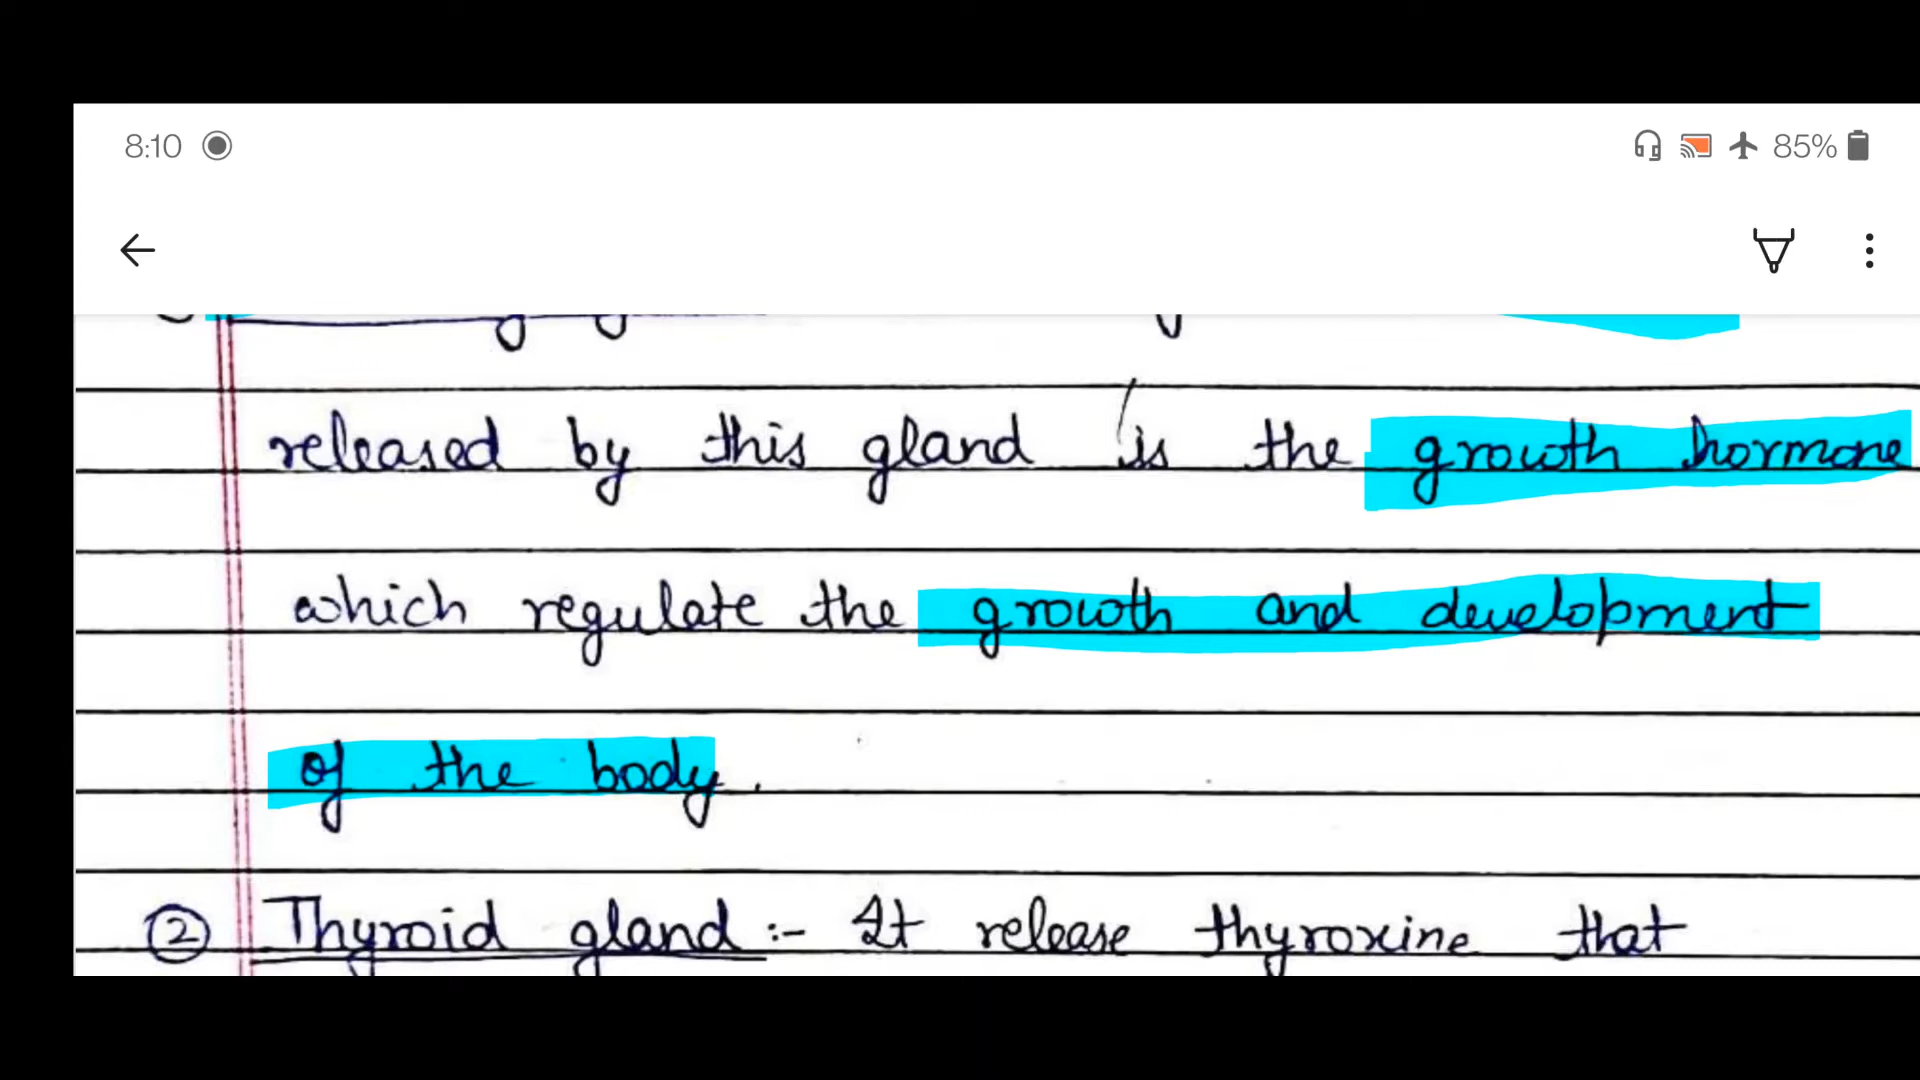 8:10 85%
released by this gland is the growth hormone
which regulate the growth and development
of the body.
② Thyroid gland :- It release thyroxine that